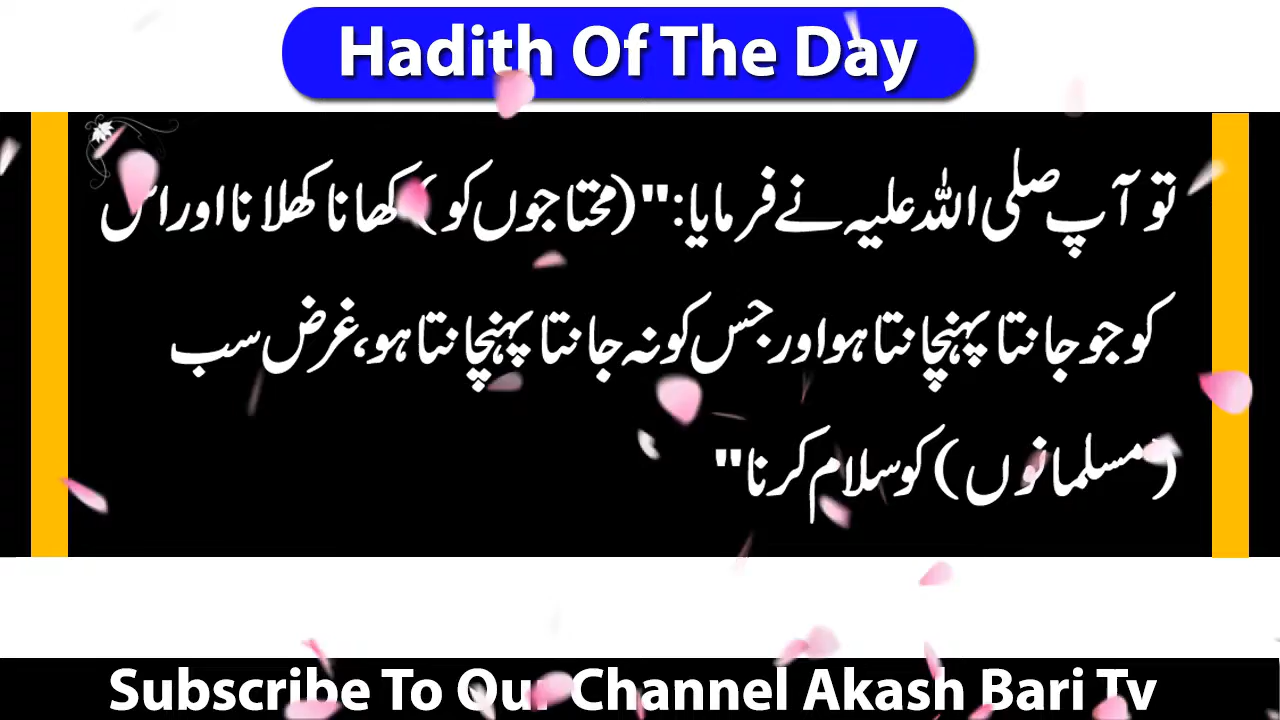 Hadith Of The Day
تو آپ صلی اللہ علیہ نے فرمایا: "(محتاجوں کو) کھانا کھلانا اور اس
کو جو جانتا پہنچانتا ہو اور جس کو نہ جانتا پہنچانتا ہو، غرض سب
(مسلمانوں) کو سلام کرنا"
Subscribe To Our Channel Akash Bari Tv